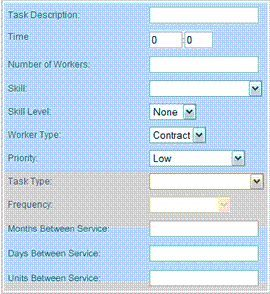 Task Description:
Time 0 :0
Number of Workers:
Skill:
Skill Level: None
Worker Type: Contract
Priority: Low
Task Type:
Frequency:
Months Between Service:
Days Between Service:
Units Between Service: